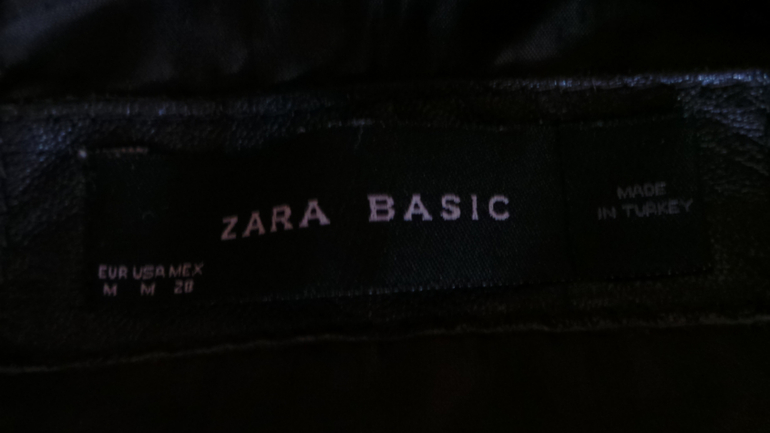 ZARA BASIC
MADE
IN TURKEY
EUR USA MEX
M M 28